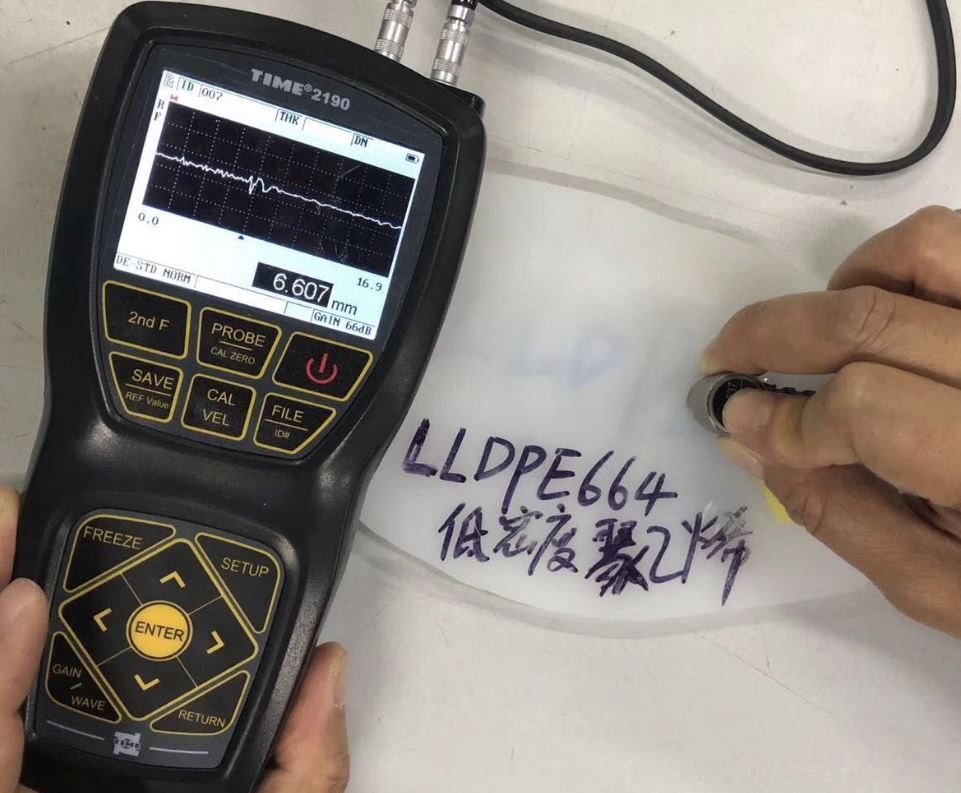 TIME®2190
ID 007
THK
DN
RF
0.0
16.9
DE-STD NORM
6.607 mm
GAIN 66dB
2nd F
PROBE
CAL ZERO
SAVE
REF Value
CAL
VEL
FILE
ID#
LLDPE664
低密度聚乙烯
FREEZE
SETUP
ENTER
GAIN
WAVE
RETURN
TIME